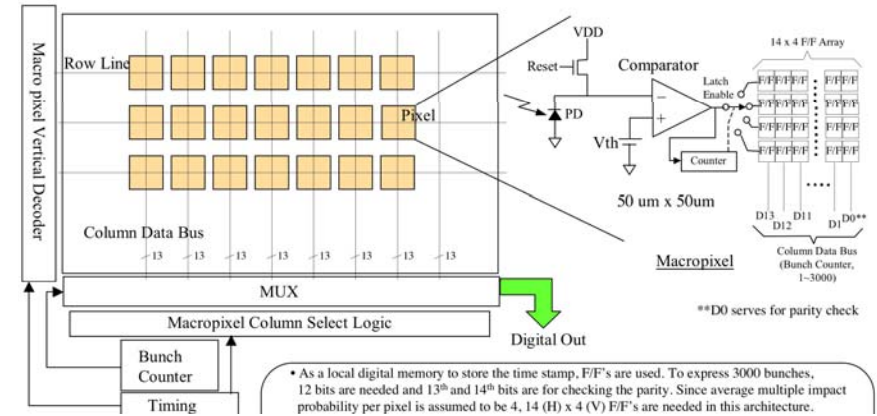 Macro pixel Vertical Decoder
Row Line
Pixel
Column Data Bus
13 13 13 13 13 13 13
MUX
Macropixel Column Select Logic
Digital Out
Bunch
Counter
Timing
VDD
Reset
Comparator
PD
Vth
Counter
Latch
Enable
50 um x 50um
14 x 4 F/F Array
F/F F/F F/F F/F F/F
F/F F/F F/F F/F F/F
F/F F/F F/F F/F F/F
F/F F/F F/F F/F F/F
D13
D12
D11
D1
D0**
Column Data Bus
(Bunch Counter,
1~3000)
Macropixel
**D0 serves for parity check
• As a local digital memory to store the time stamp, F/F's are used. To express 3000 bunches,
12 bits are needed and 13th and 14th bits are for checking the parity. Since average multiple impact
probability per pixel is assumed to be 4, 14 (H) x 4 (V) F/F's are needed in this architecture.